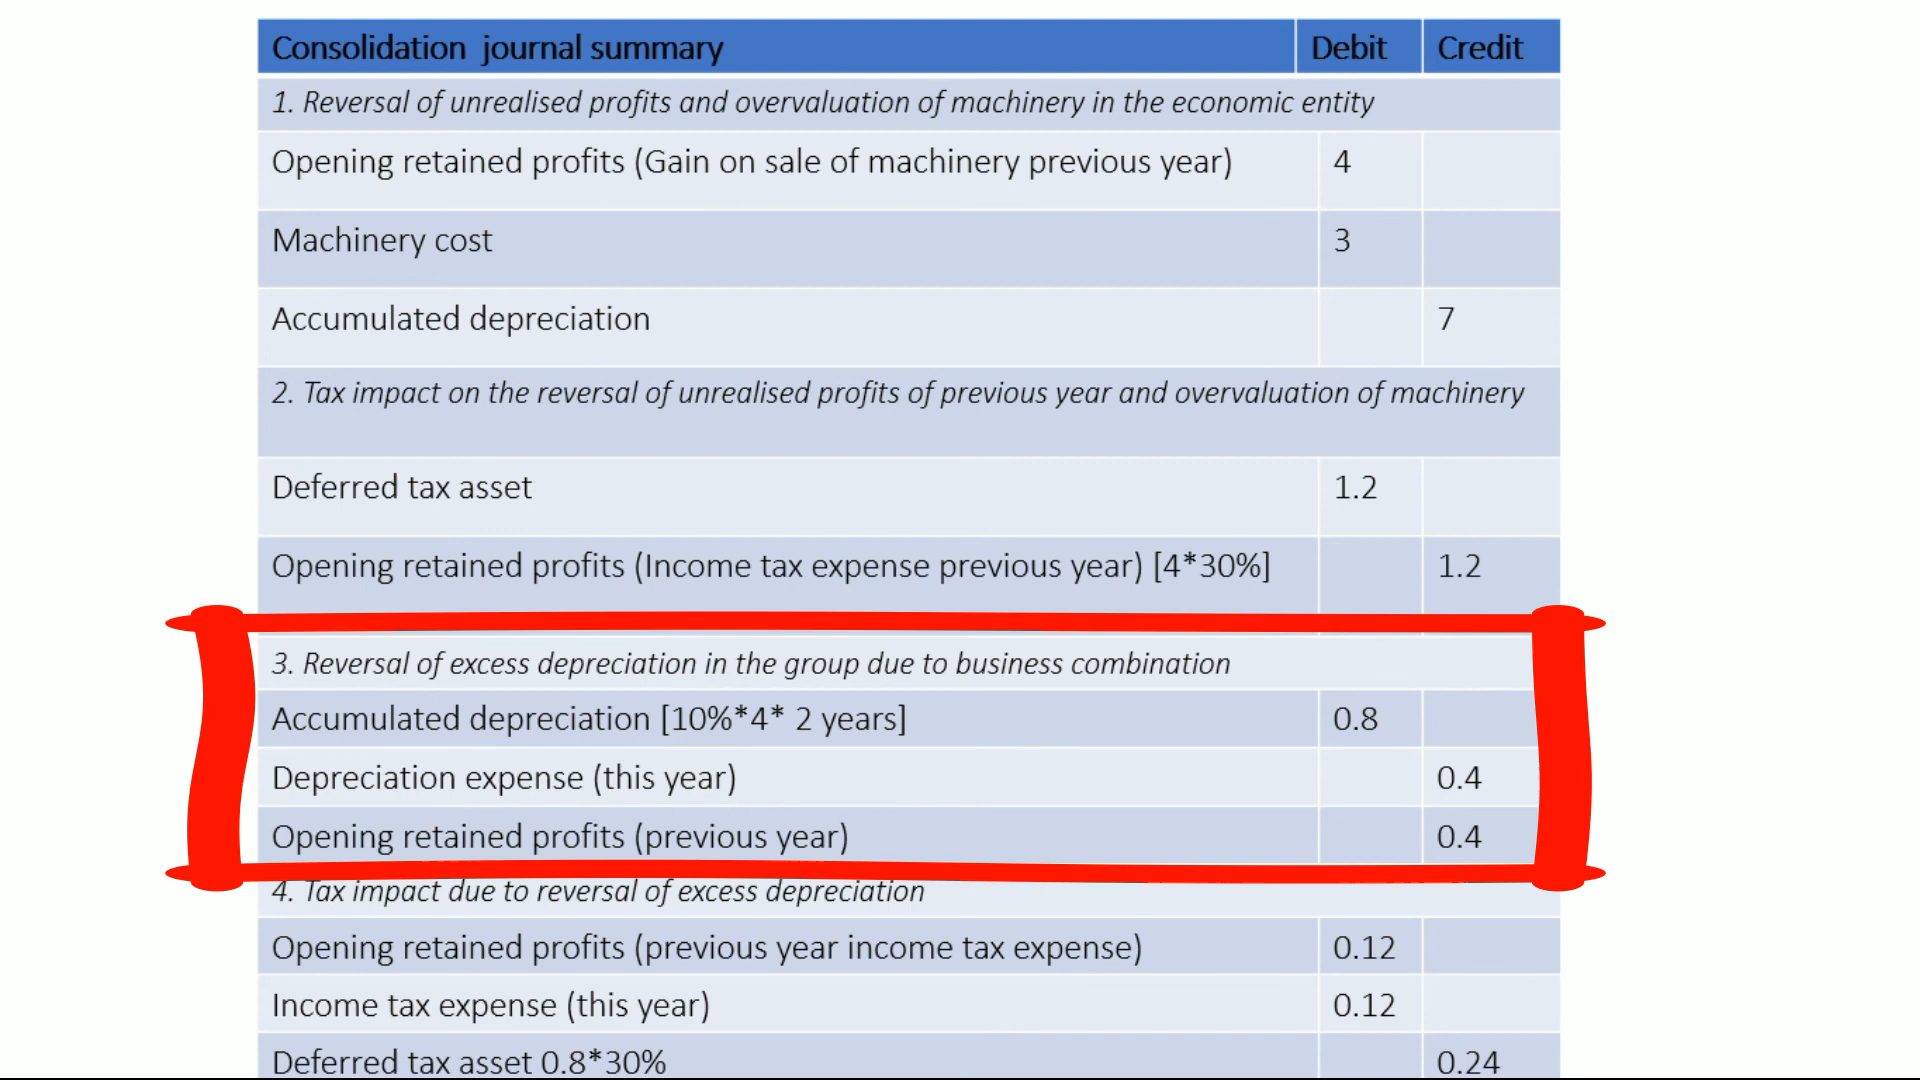 Consolidation journal summary Debit Credit
1. Reversal of unrealised profits and overvaluation of machinery in the economic entity
Opening retained profits (Gain on sale of machinery previous year) 4
Machinery cost 3
Accumulated depreciation 7
2. Tax impact on the reversal of unrealised profits of previous year and overvaluation of machinery
Deferred tax asset 1.2
Opening retained profits (Income tax expense previous year) [4*30%] 1.2
3. Reversal of excess depreciation in the group due to business combination
Accumulated depreciation [10%*4* 2 years] 0.8
Depreciation expense (this year) 0.4
Opening retained profits (previous year) 0.4
4. Tax impact due to reversal of excess depreciation
Opening retained profits (previous year income tax expense) 0.12
Income tax expense (this year) 0.12
Deferred tax asset 0.8*30% 0.24